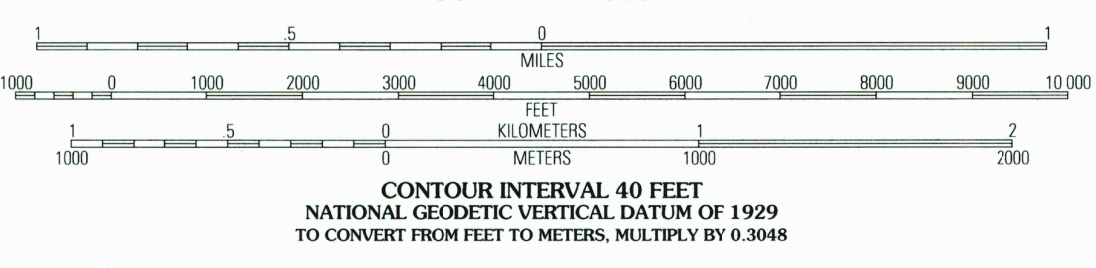 1 .5 0 1
MILES
1000 0 1000 2000 3000 4000 5000 6000 7000 8000 9000 10 000
FEET
1 .5 0 KILOMETERS 1 2
1000 0 METERS 1000 2000
CONTOUR INTERVAL 40 FEET
NATIONAL GEODETIC VERTICAL DATUM OF 1929
TO CONVERT FROM FEET TO METERS, MULTIPLY BY 0.3048